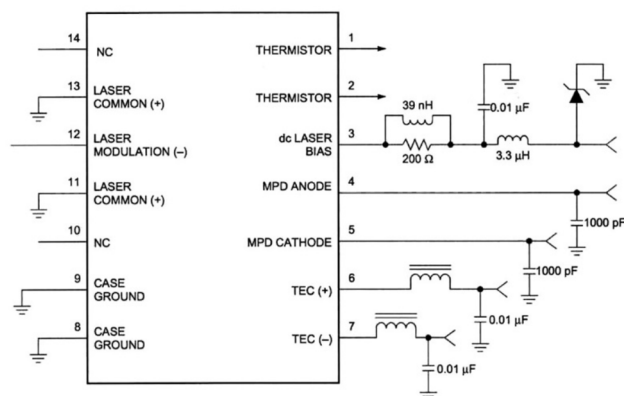 14
NC
13
LASER
COMMON (+)
12
LASER
MODULATION (–)
11
LASER
COMMON (+)
10
NC
9
CASE
GROUND
8
CASE
GROUND
THERMISTOR
1
THERMISTOR
2
dc LASER
BIAS
3
MPD ANODE
4
MPD CATHODE
5
TEC (+)
6
TEC (–)
7
39 nH
200 Ω
0.01 µF
3.3 µH
1000 pF
1000 pF
0.01 µF
0.01 µF